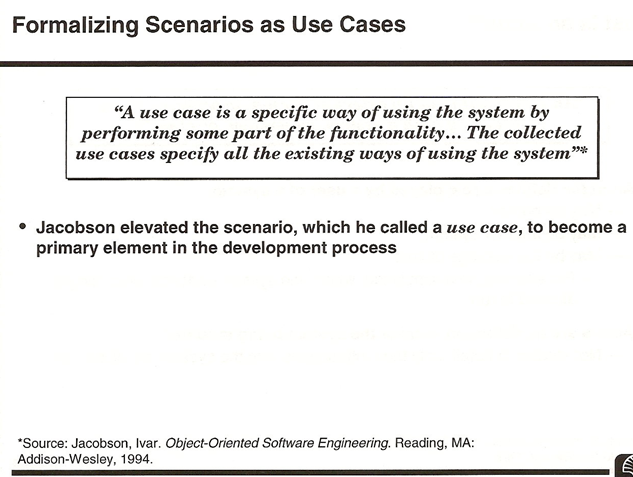 Formalizing Scenarios as Use Cases
“A use case is a specific way of using the system by
performing some part of the functionality... The collected
use cases specify all the existing ways of using the system”*
• Jacobson elevated the scenario, which he called a use case, to become a
primary element in the development process
*Source: Jacobson, Ivar. Object-Oriented Software Engineering. Reading, MA:
Addison-Wesley, 1994.